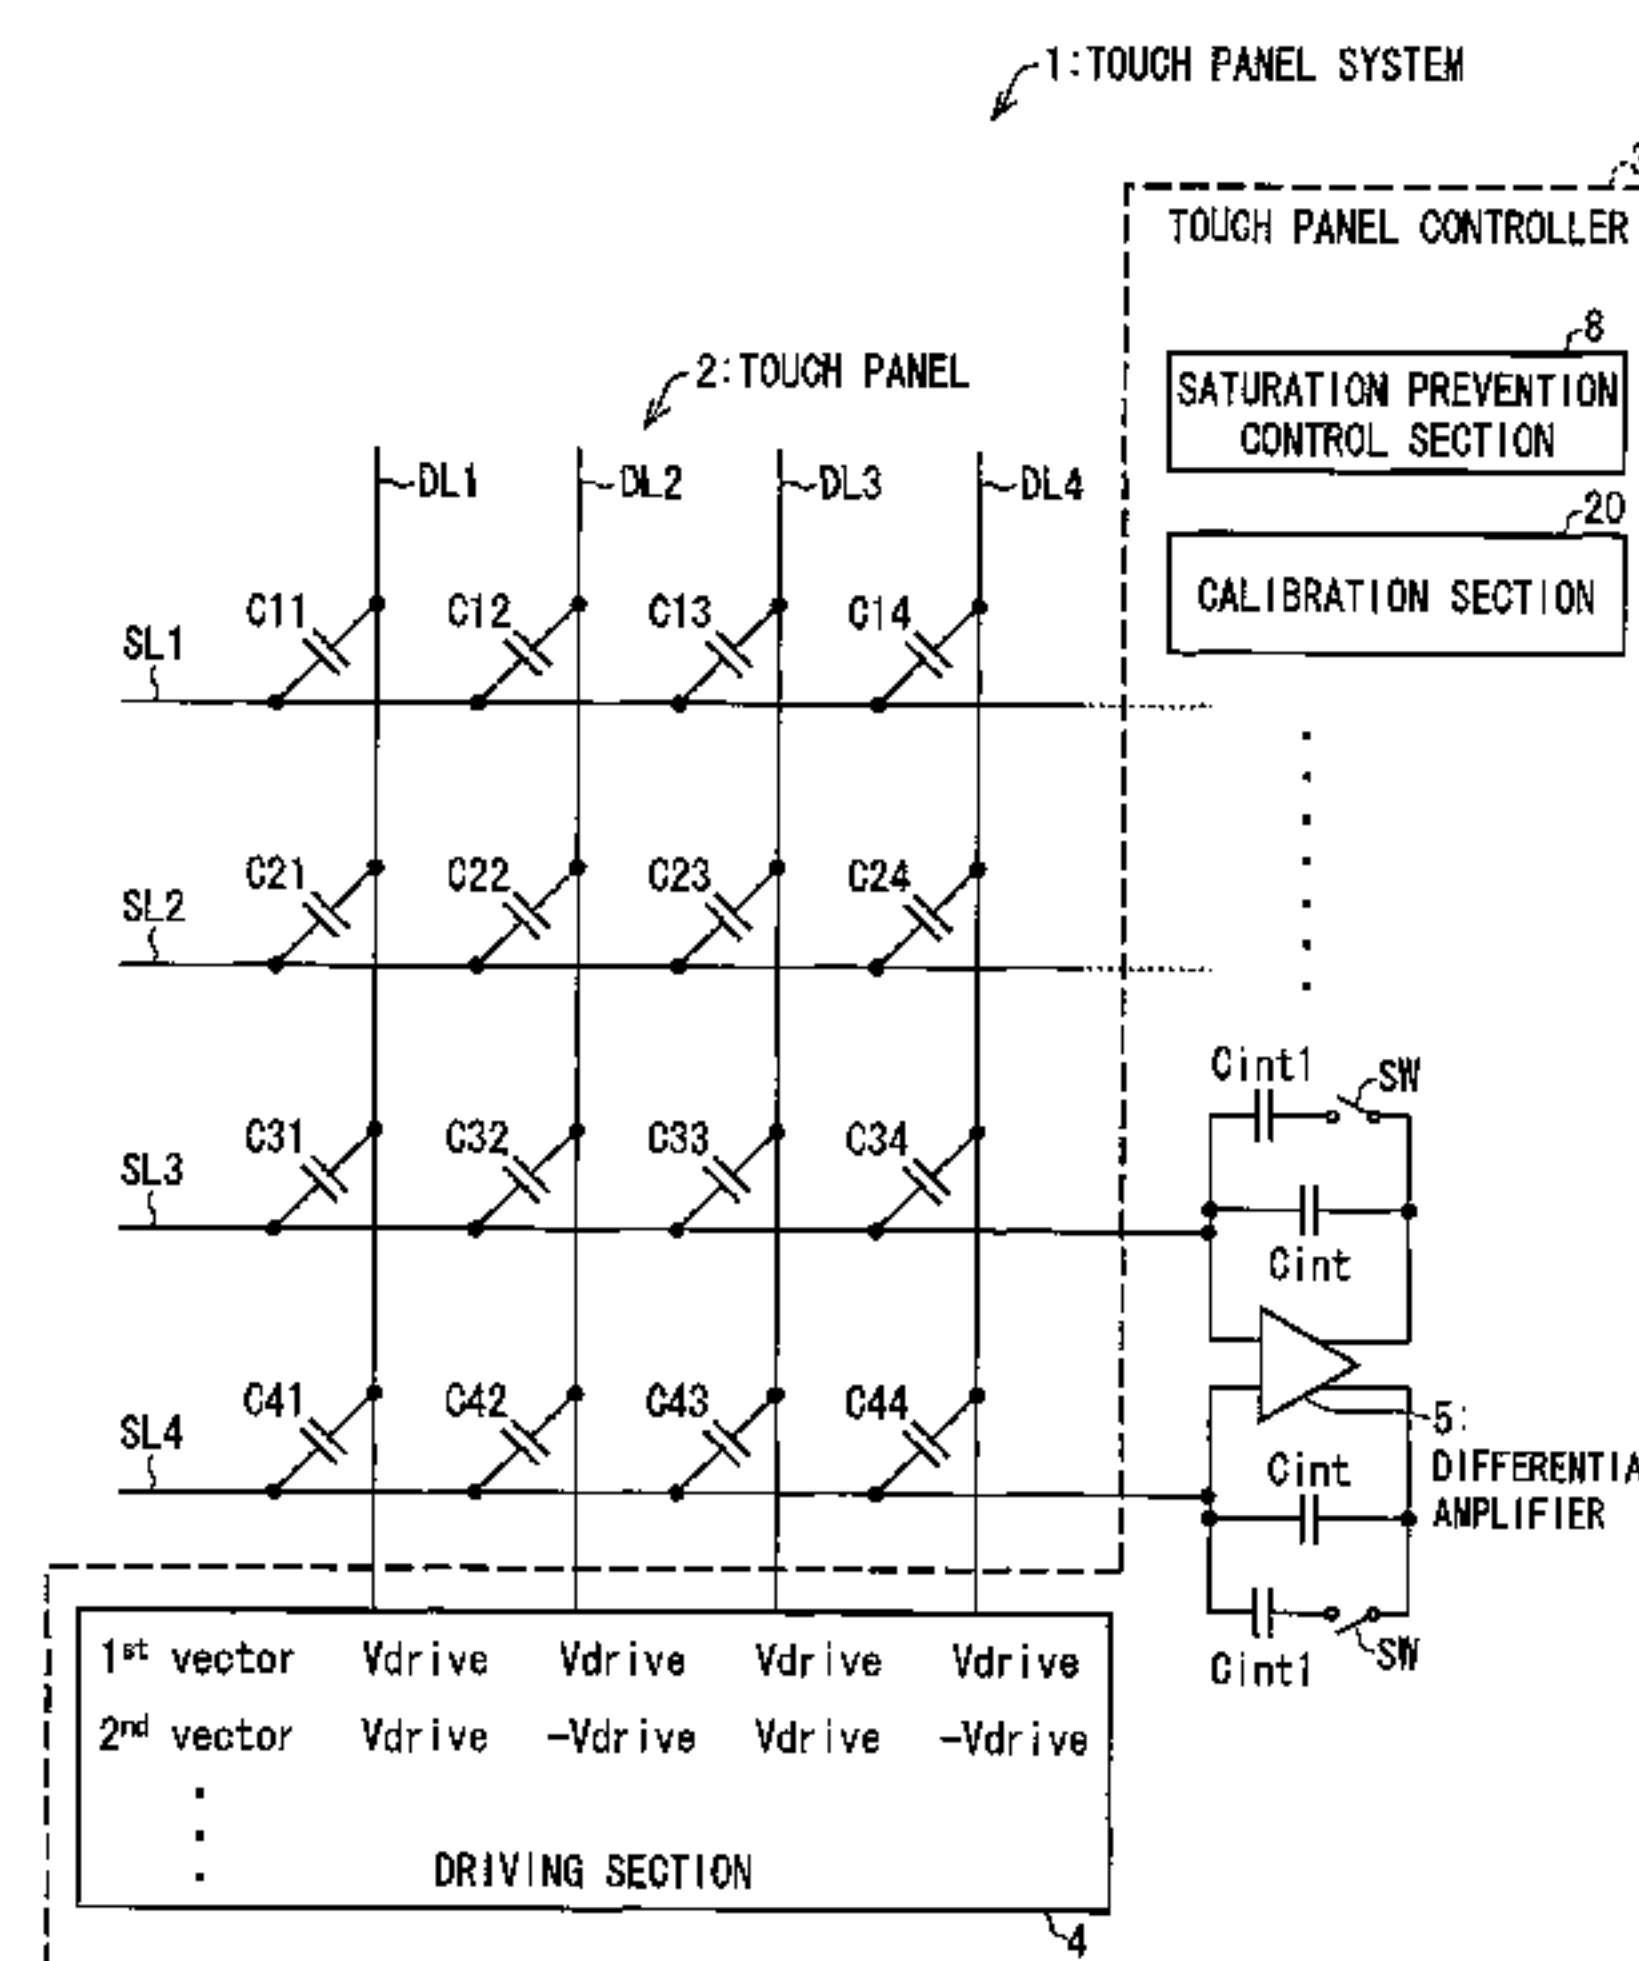 1:TOUCH PANEL SYSTEM
TOUCH PANEL CONTROLLER
8
SATURATION PREVENTION
CONTROL SECTION
20
CALIBRATION SECTION
2:TOUCH PANEL
DL1 DL2 DL3 DL4
C11 C12 C13 C14
SL1
C21 C22 C23 C24
SL2
Cint1 SW
C31 C32 C33 C34
SL3
Cint
C41 C42 C43 C44
SL4
5:
Cint
DIFFERENTIA
AMPLIFIER
Cint1 SW
1st vector Vdrive Vdrive Vdrive Vdrive
2nd vector Vdrive -Vdrive Vdrive -Vdrive
DRIVING SECTION
4